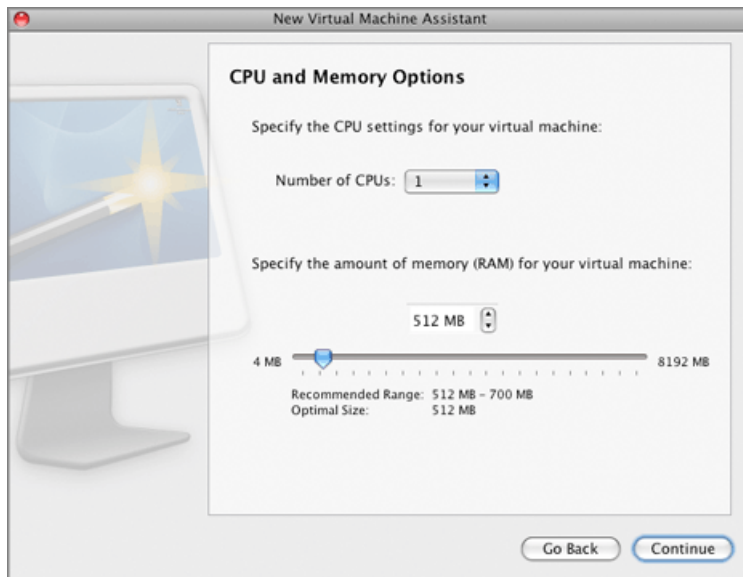 New Virtual Machine Assistant
CPU and Memory Options
Specify the CPU settings for your virtual machine:
Number of CPUs: 1
Specify the amount of memory (RAM) for your virtual machine:
512 MB
4 MB 8192 MB
Recommended Range: 512 MB – 700 MB
Optimal Size: 512 MB
Go Back Continue